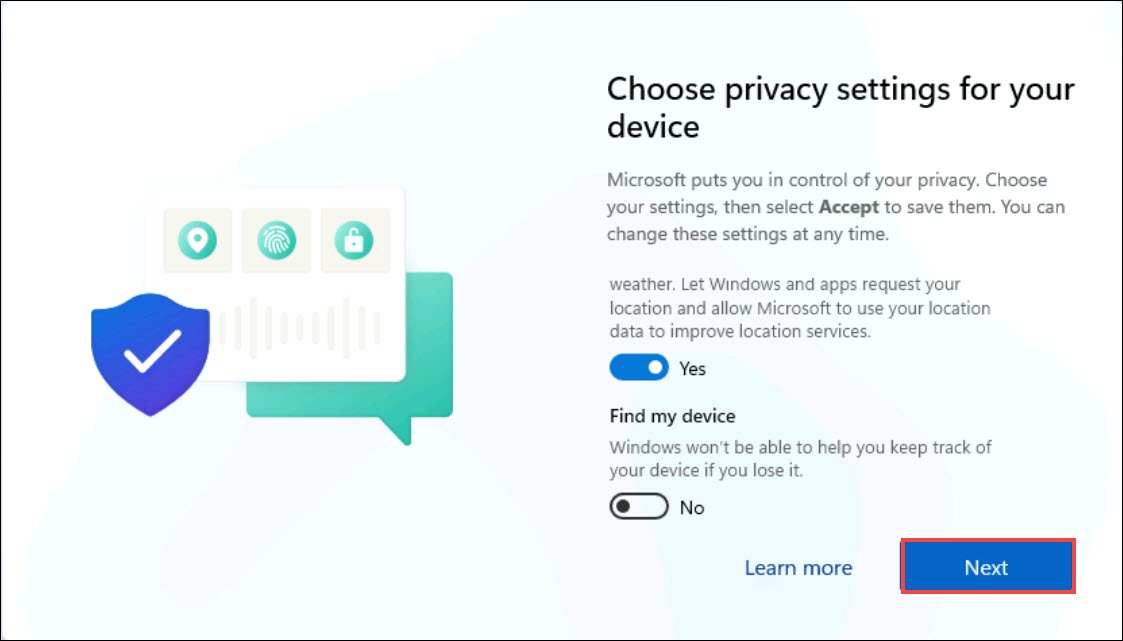 Choose privacy settings for your
device
Microsoft puts you in control of your privacy. Choose
your settings, then select Accept to save them. You can
change these settings at any time.
weather. Let Windows and apps request your
location and allow Microsoft to use your location
data to improve location services.
Yes
Find my device
Windows won't be able to help you keep track of
your device if you lose it.
No
Learn more
Next